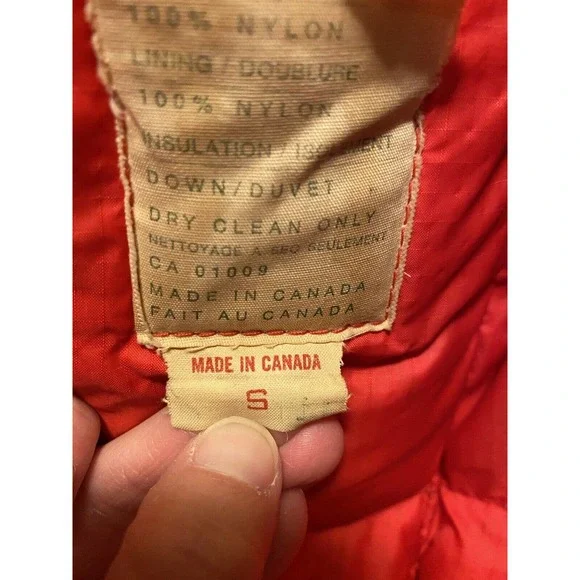 100% NYLON
LINING / DOUBLURE
100% NYLON
INSULATION / ISOLEMENT
DOWN / DUVET
DRY CLEAN ONLY
NETTOYAGE A SEC SEULEMENT
CA 01009
MADE IN CANADA
FAIT AU CANADA
MADE IN CANADA
S